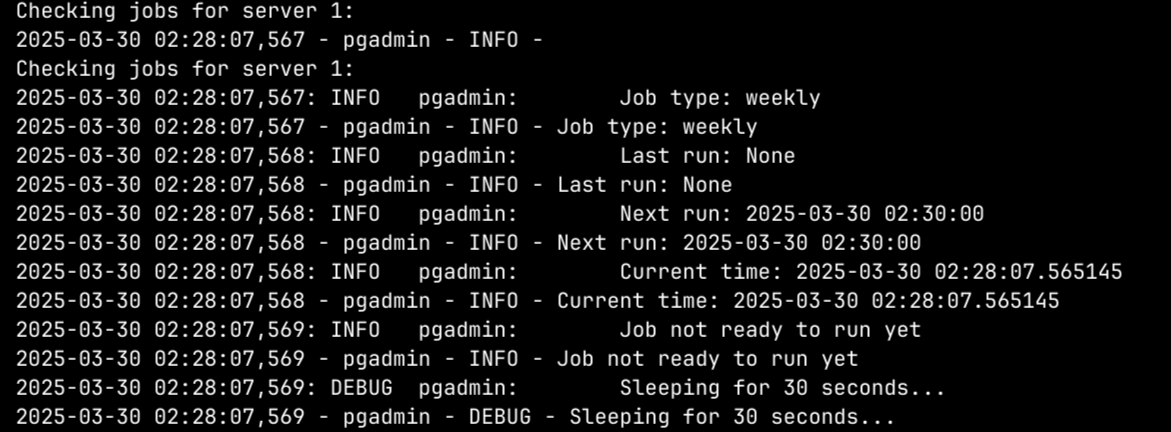 Checking jobs for server 1:
2025-03-30 02:28:07,567 - pgadmin - INFO -
Checking jobs for server 1:
2025-03-30 02:28:07,567: INFO   pgadmin:        Job type: weekly
2025-03-30 02:28:07,567 - pgadmin - INFO - Job type: weekly
2025-03-30 02:28:07,568: INFO   pgadmin:        Last run: None
2025-03-30 02:28:07,568 - pgadmin - INFO - Last run: None
2025-03-30 02:28:07,568: INFO   pgadmin:        Next run: 2025-03-30 02:30:00
2025-03-30 02:28:07,568 - pgadmin - INFO - Next run: 2025-03-30 02:30:00
2025-03-30 02:28:07,568: INFO   pgadmin:        Current time: 2025-03-30 02:28:07.565145
2025-03-30 02:28:07,568 - pgadmin - INFO - Current time: 2025-03-30 02:28:07.565145
2025-03-30 02:28:07,569: INFO   pgadmin:        Job not ready to run yet
2025-03-30 02:28:07,569 - pgadmin - INFO - Job not ready to run yet
2025-03-30 02:28:07,569: DEBUG  pgadmin:        Sleeping for 30 seconds...
2025-03-30 02:28:07,569 - pgadmin - DEBUG - Sleeping for 30 seconds...